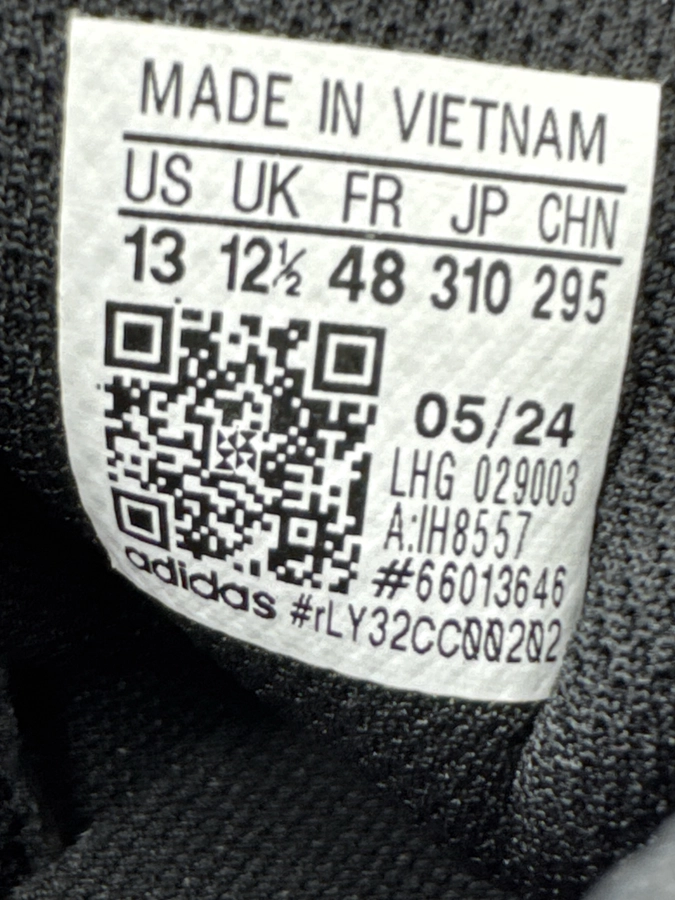 MADE IN VIETNAM
US UK FR JP CHN
13 12½ 48 310 295
05/24
LHG 029003
A:IH8557
#66013646
adidas #rLY32CC00202